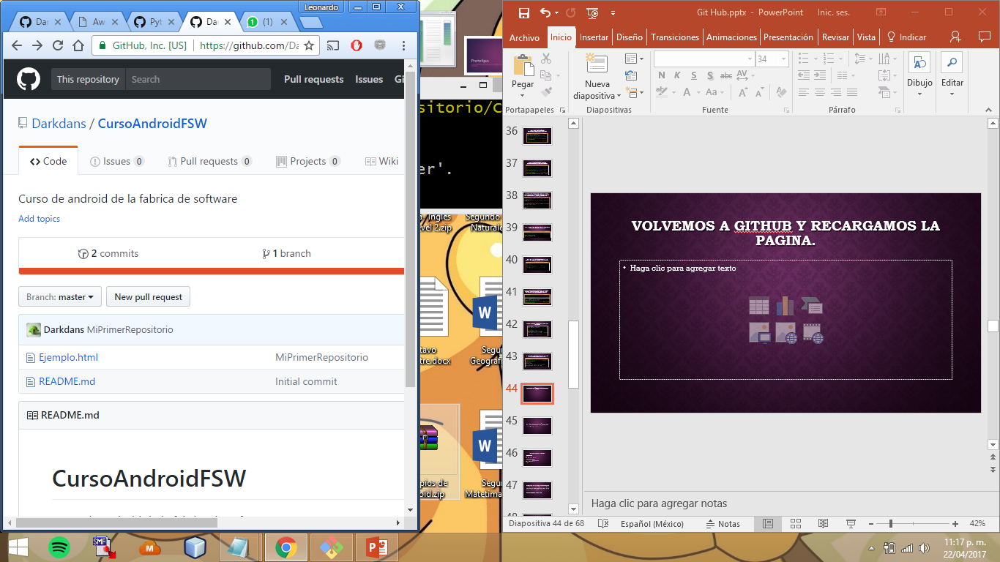 Leonardo
Da
Aw
Pyt
Da
(1)
GitHub, Inc. [US]
https://github.com/Da
This repository
Search
Pull requests
Issues
Darkdans / CursoAndroidFSW
Code
Issues 0
Pull requests 0
Projects 0
Wiki
Curso de android de la fabrica de software
Add topics
2 commits
1 branch
Branch: master
New pull request
Darkdans MiPrimerRepositorio
Ejemplo.html
MiPrimerRepositorio
README.md
Initial commit
README.md
CursoAndroidFSW
Prototipo
sitorio/C
er'.
Ingles
vel 2.zip
Segundo
Naturale
tavo
tre.docx
Segu
Geografi
pios de
oid.zip
Segu
Matetima
Git Hub.pptx - PowerPoint
Inic. ses.
Archivo
Inicio
Insertar
Diseño
Transiciones
Animaciones
Presentación
Revisar
Vista
Indicar
Pegar
Portapapeles
Nueva
diapositiva
Diapositivas
34
N K S S abc AV
A Aa A A
Fuente
Párrafo
Dibujo
Editar
36
37
38
39
40
41
42
43
44
45
46
47
VOLVEMOS A GITHUB Y RECARGAMOS LA
PAGINA.
• Haga clic para agregar texto
Haga clic para agregar notas
Diapositiva 44 de 68
Español (México)
Notas
42%
SMF
11:17 p. m.
22/04/2017